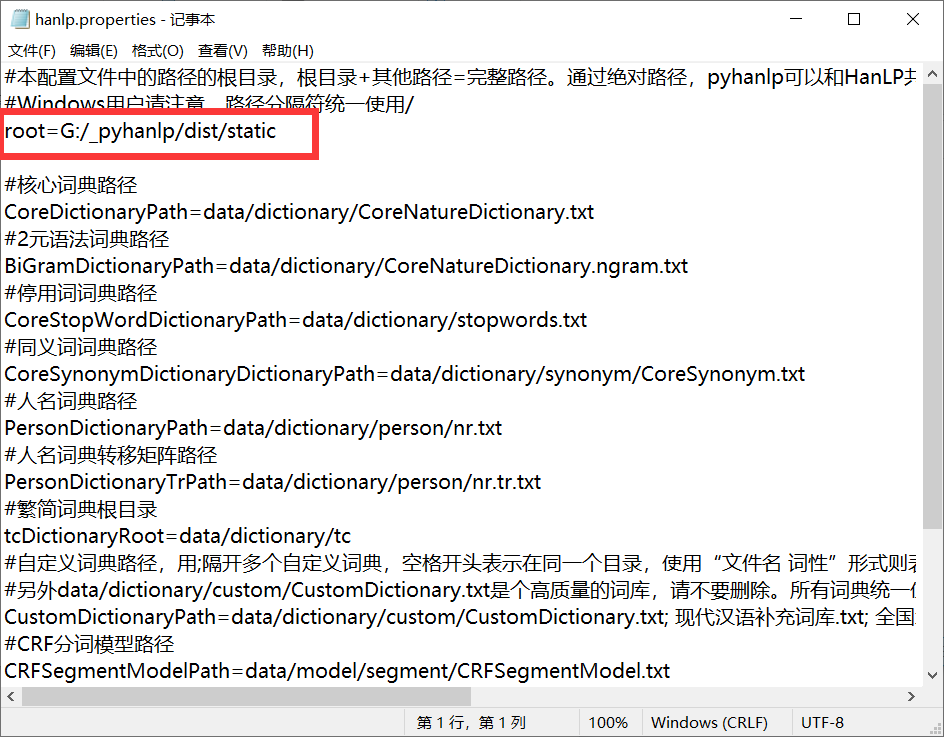 hanlp.properties - 记事本
文件(F) 编辑(E) 格式(O) 查看(V) 帮助(H)
#本配置文件中的路径的根目录，根目录+其他路径=完整路径。通过绝对路径，pyhanlp可以和HanLP
#Windows用户请注意，路径分隔符统一使用/
root=G:/_pyhanlp/dist/static
#核心词典路径
CoreDictionaryPath=data/dictionary/CoreNatureDictionary.txt
#2元语法词典路径
BiGramDictionaryPath=data/dictionary/CoreNatureDictionary.ngram.txt
#停用词词典路径
CoreStopWordDictionaryPath=data/dictionary/stopwords.txt
#同义词词典路径
CoreSynonymDictionaryDictionaryPath=data/dictionary/synonym/CoreSynonym.txt
#人名词典路径
PersonDictionaryPath=data/dictionary/person/nr.txt
#人名词典转移矩阵路径
PersonDictionaryTrPath=data/dictionary/person/nr.tr.txt
#繁简词典根目录
tcDictionaryRoot=data/dictionary/tc
#自定义词典路径，用;隔开多个自定义词典，空格开头表示在同一个目录，使用“文件名 词性”形式则
#另外data/dictionary/custom/CustomDictionary.txt是个高质量的词库，请不要删除。所有词典统一
CustomDictionaryPath=data/dictionary/custom/CustomDictionary.txt; 现代汉语补充词库.txt; 全国
#CRF分词模型路径
CRFSegmentModelPath=data/model/segment/CRFSegmentModel.txt
第 1 行，第 1 列 100% Windows (CRLF) UTF-8